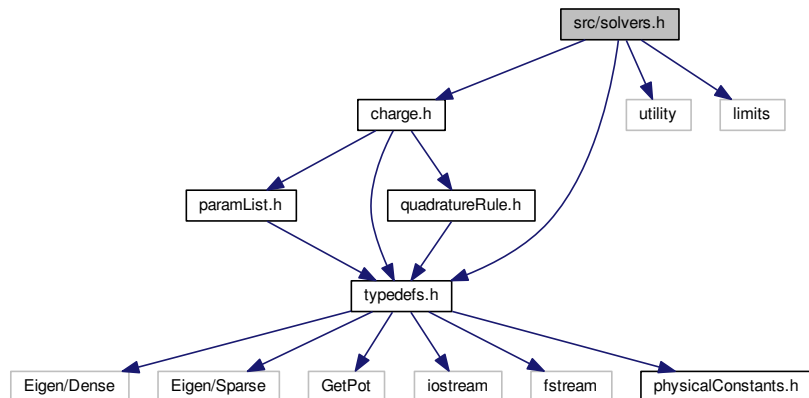 src/solvers.h
charge.h
utility
limits
paramList.h
quadratureRule.h
typedefs.h
Eigen/Dense
Eigen/Sparse
GetPot
iostream
fstream
physicalConstants.h